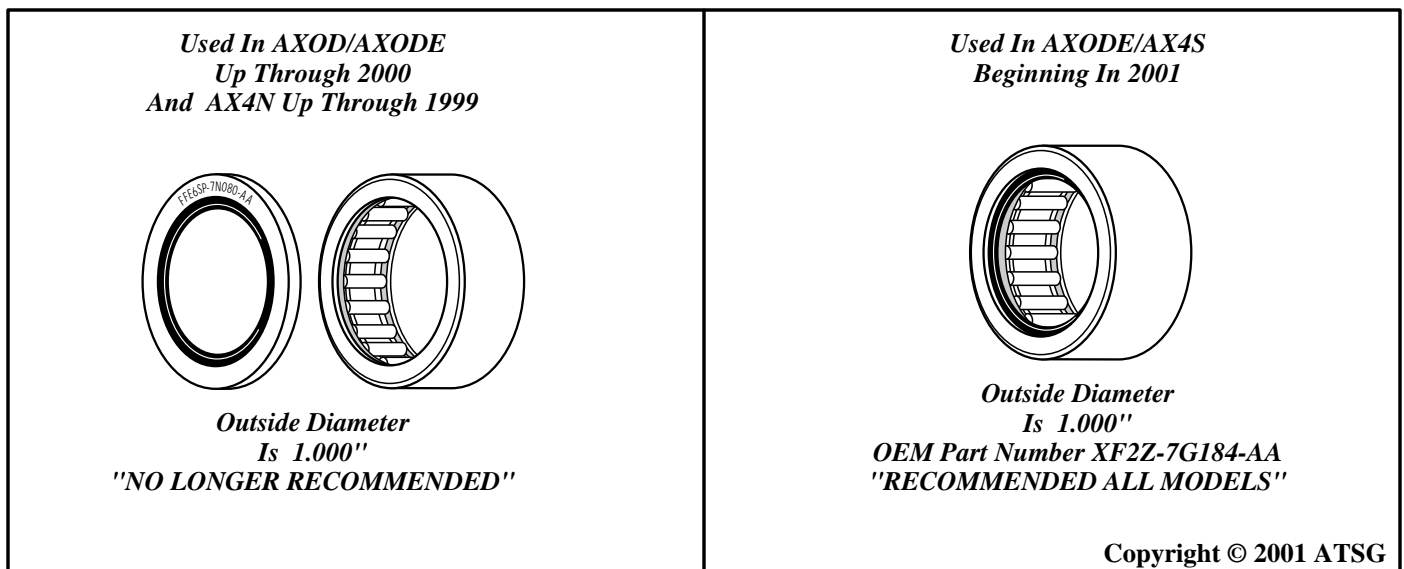 Used In AXOD/AXODE
Up Through 2000
And AX4N Up Through 1999
FFE6SP-7N080-AA
Outside Diameter
Is 1.000"
"NO LONGER RECOMMENDED"
Used In AXODE/AX4S
Beginning In 2001
Outside Diameter
Is 1.000"
OEM Part Number XF2Z-7G184-AA
"RECOMMENDED ALL MODELS"
Copyright © 2001 ATSG